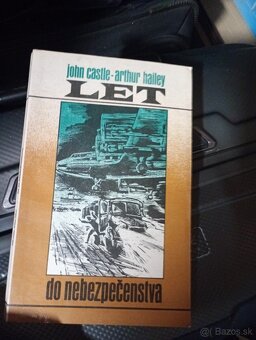 john castle · arthur hailey
LET
do nebezpečenstva
© Bazos.sk